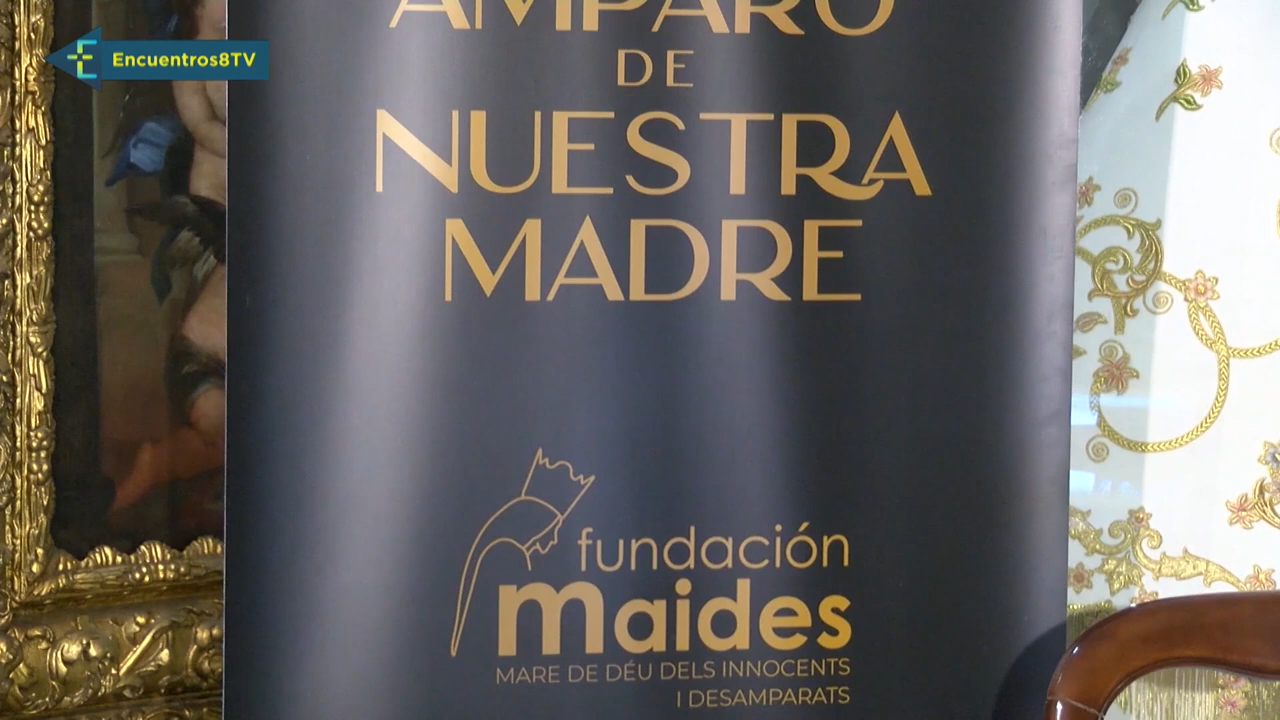 Encuentros8TV
AMPARO
DE
NUESTRA
MADRE
fundación
maides
MARE DE DÉU DELS INNOCENTS
I DESAMPARATS